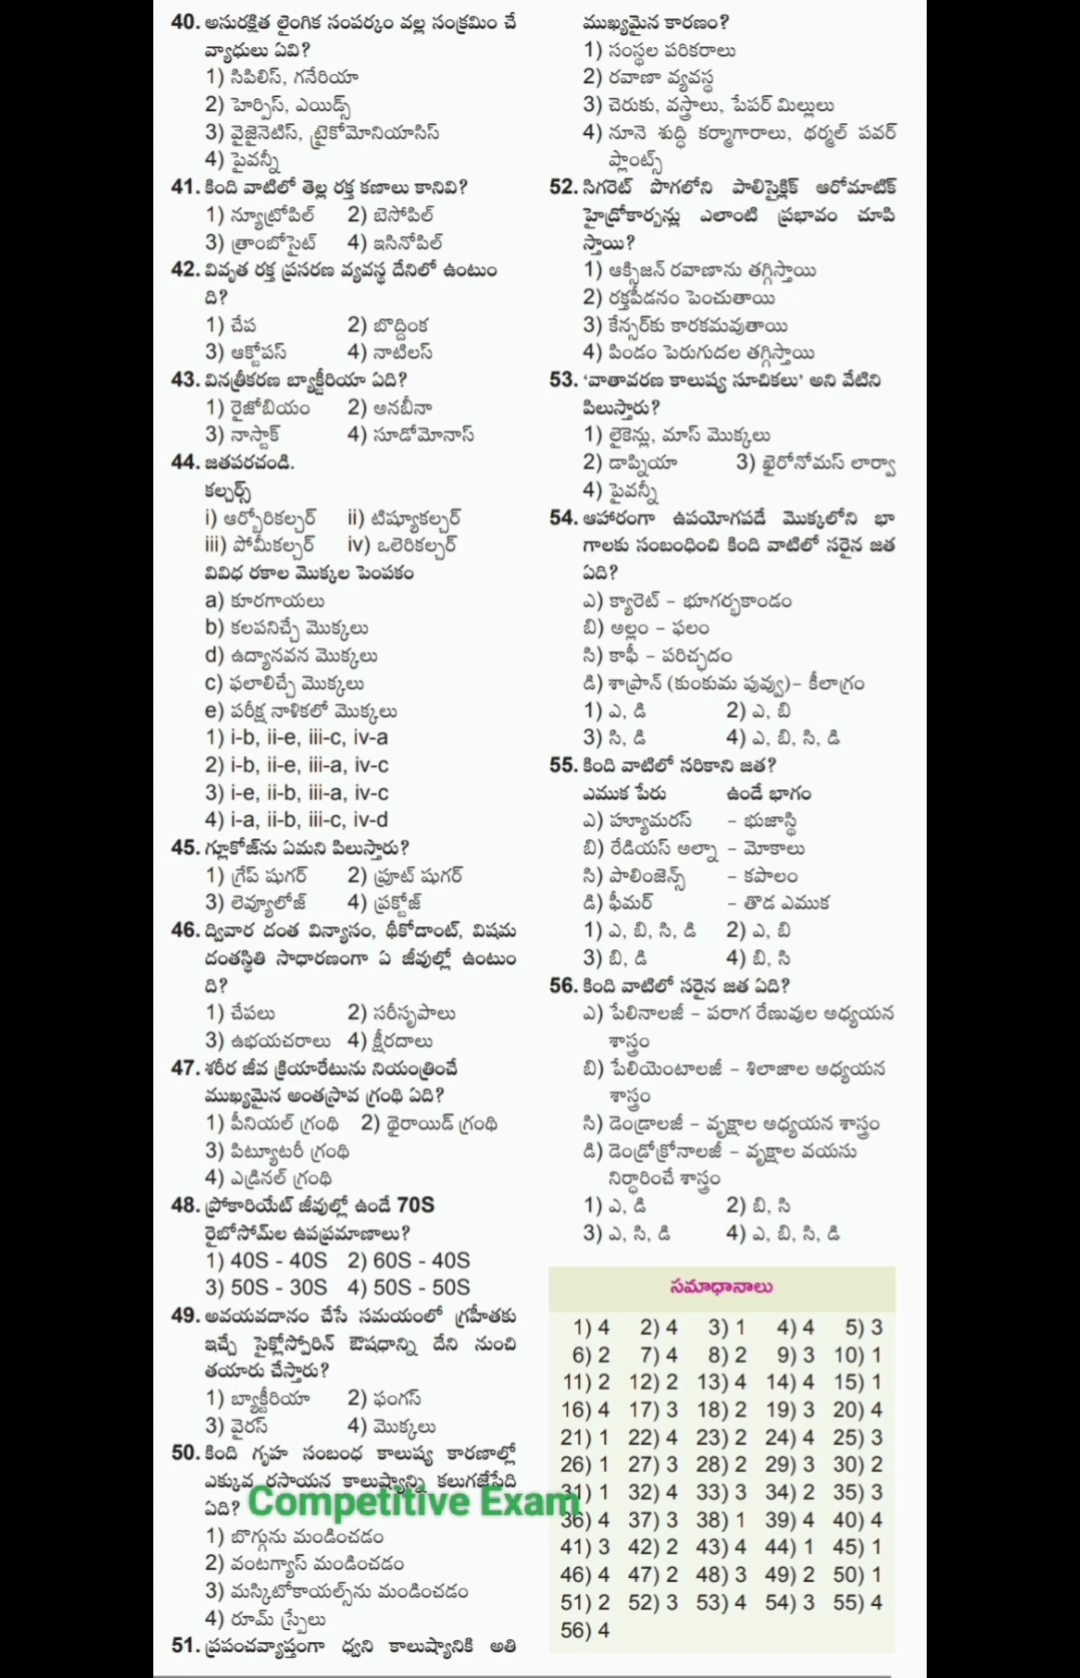 40. అసురక్షిత లైంగిక సంపర్కం వల్ల సంక్రమిం చే
వ్యాధులు ఏవి?
1) సిపిలిస్, గనేరియా
2) హెర్పిస్, ఎయిడ్స్
3) వైజైనెటిస్, ట్రైకోమోనియాసిస్
4) పైవన్నీ
41. కింది వాటిలో తెల్ల రక్త కణాలు కానివి?
1) న్యూట్రోపిల్ 2) బెసోపిల్
3) త్రాంబోసైట్ 4) ఇసినోపిల్
42. వివృత రక్త ప్రసరణ వ్యవస్థ దేనిలో ఉంటుం
ది?
1) చేప 2) బొద్దింక
3) ఆక్టోపస్ 4) నాటిలస్
43. వినత్రీకరణ బ్యాక్టీరియా ఏది?
1) రైజోబియం 2) అనబీనా
3) నాస్టాక్ 4) సూడోమోనాస్
44. జతపరచండి.
కల్చర్స్
i) ఆర్బోరికల్చర్ ii) టిష్యూకల్చర్
iii) పోమీకల్చర్ iv) ఒలెరికల్చర్
వివిధ రకాల మొక్కల పెంపకం
a) కూరగాయలు
b) కలపనిచ్చే మొక్కలు
d) ఉద్యానవన మొక్కలు
c) ఫలాలిచ్చే మొక్కలు
e) పరీక్ష నాళికలో మొక్కలు
1) i-b, ii-e, iii-c, iv-a
2) i-b, ii-e, iii-a, iv-c
3) i-e, ii-b, iii-a, iv-c
4) i-a, ii-b, iii-c, iv-d
45. గ్లూకోజ్‌ను ఏమని పిలుస్తారు?
1) గ్రేప్ షుగర్ 2) ఫ్రూట్ షుగర్
3) లెవ్యూలోజ్ 4) ఫ్రక్టోజ్
46. ద్వివార దంత విన్యాసం, థీకోడాంట్, విషమ
దంతస్థితి సాధారణంగా ఏ జీవుల్లో ఉంటుం
ది?
1) చేపలు 2) సరీసృపాలు
3) ఉభయచరాలు 4) క్షీరదాలు
47. శరీర జీవ క్రియారేటును నియంత్రించే
ముఖ్యమైన అంతస్రావ గ్రంథి ఏది?
1) పీనియల్ గ్రంథి 2) థైరాయిడ్ గ్రంథి
3) పిట్యూటరీ గ్రంథి
4) ఎడ్రినల్ గ్రంథి
48. ప్రోకారియేట్ జీవుల్లో ఉండే 70S
రైబోసోమ్‌ల ఉపప్రమాణాలు?
1) 40S - 40S 2) 60S - 40S
3) 50S - 30S 4) 50S - 50S
49. అవయవదానం చేసే సమయంలో గ్రహీతకు
ఇచ్చే సైక్లోస్పోరిన్ ఔషధాన్ని దేని నుంచి
తయారు చేస్తారు?
1) బ్యాక్టీరియా 2) ఫంగస్
3) వైరస్ 4) మొక్కలు
50. కింది గృహ సంబంధ కాలుష్య కారణాల్లో
ఎక్కువ రసాయన కాలుష్యాన్ని కలుగజేసేది
ఏది?
Competitive Exam
1) బొగ్గును మండించడం
2) వంటగ్యాస్ మండించడం
3) మస్కిటోకాయల్స్‌ను మండించడం
4) రూమ్ స్ప్రేలు
51. ప్రపంచవ్యాప్తంగా ధ్వని కాలుష్యానికి అతి
ముఖ్యమైన కారణం?
1) సంస్థల పరికరాలు
2) రవాణా వ్యవస్థ
3) చెరుకు, వస్త్రాలు, పేపర్ మిల్లులు
4) నూనె శుద్ధి కర్మాగారాలు, థర్మల్ పవర్
ప్లాంట్స్
52. సిగరెట్ పొగలోని పాలిసైక్లిక్ ఆరోమాటిక్
హైడ్రోకార్బన్లు ఎలాంటి ప్రభావం చూపి
స్తాయి?
1) ఆక్సిజన్ రవాణాను తగ్గిస్తాయి
2) రక్తపీడనం పెంచుతాయి
3) కేన్సర్‌కు కారకమవుతాయి
4) పిండం పెరుగుదల తగ్గిస్తాయి
53. ‘వాతావరణ కాలుష్య సూచికలు’ అని వేటిని
పిలుస్తారు?
1) లైకెన్లు, మాస్ మొక్కలు
2) డాప్నియా 3) ఖైరోనోమస్ లార్వా
4) పైవన్నీ
54. ఆహారంగా ఉపయోగపడే మొక్కలోని భా
గాలకు సంబంధించి కింది వాటిలో సరైన జత
ఏది?
ఎ) క్యారెట్ - భూగర్భకాండం
బి) అల్లం - ఫలం
సి) కాఫీ - పరిచ్ఛదం
డి) శాప్రాన్ (కుంకుమ పువ్వు)- కీలాగ్రం
1) ఎ, డి 2) ఎ, బి
3) సి, డి 4) ఎ, బి, సి, డి
55. కింది వాటిలో సరికాని జత?
ఎముక పేరు ఉండే భాగం
ఎ) హ్యూమరస్ - భుజాస్థి
బి) రేడియస్ అల్నా - మోకాలు
సి) పాలింజెన్స్ - కపాలం
డి) ఫీమర్ - తొడ ఎముక
1) ఎ, బి, సి, డి 2) ఎ, బి
3) బి, డి 4) బి, సి
56. కింది వాటిలో సరైన జత ఏది?
ఎ) పేలినాలజీ - పరాగ రేణువుల అధ్యయన
శాస్త్రం
బి) పేలియెంటాలజీ - శిలాజాల అధ్యయన
శాస్త్రం
సి) డెండ్రాలజీ - వృక్షాల అధ్యయన శాస్త్రం
డి) డెండ్రోక్రోనాలజీ - వృక్షాల వయసు
నిర్ధారించే శాస్త్రం
1) ఎ, డి 2) బి, సి
3) ఎ, సి, డి 4) ఎ, బి, సి, డి
సమాధానాలు
1) 4 2) 4 3) 1 4) 4 5) 3
6) 2 7) 4 8) 2 9) 3 10) 1
11) 2 12) 2 13) 4 14) 4 15) 1
16) 4 17) 3 18) 2 19) 3 20) 4
21) 1 22) 4 23) 2 24) 4 25) 3
26) 1 27) 3 28) 2 29) 3 30) 2
31) 1 32) 4 33) 3 34) 2 35) 3
36) 4 37) 3 38) 1 39) 4 40) 4
41) 3 42) 2 43) 4 44) 1 45) 1
46) 4 47) 2 48) 3 49) 2 50) 1
51) 2 52) 3 53) 4 54) 3 55) 4
56) 4